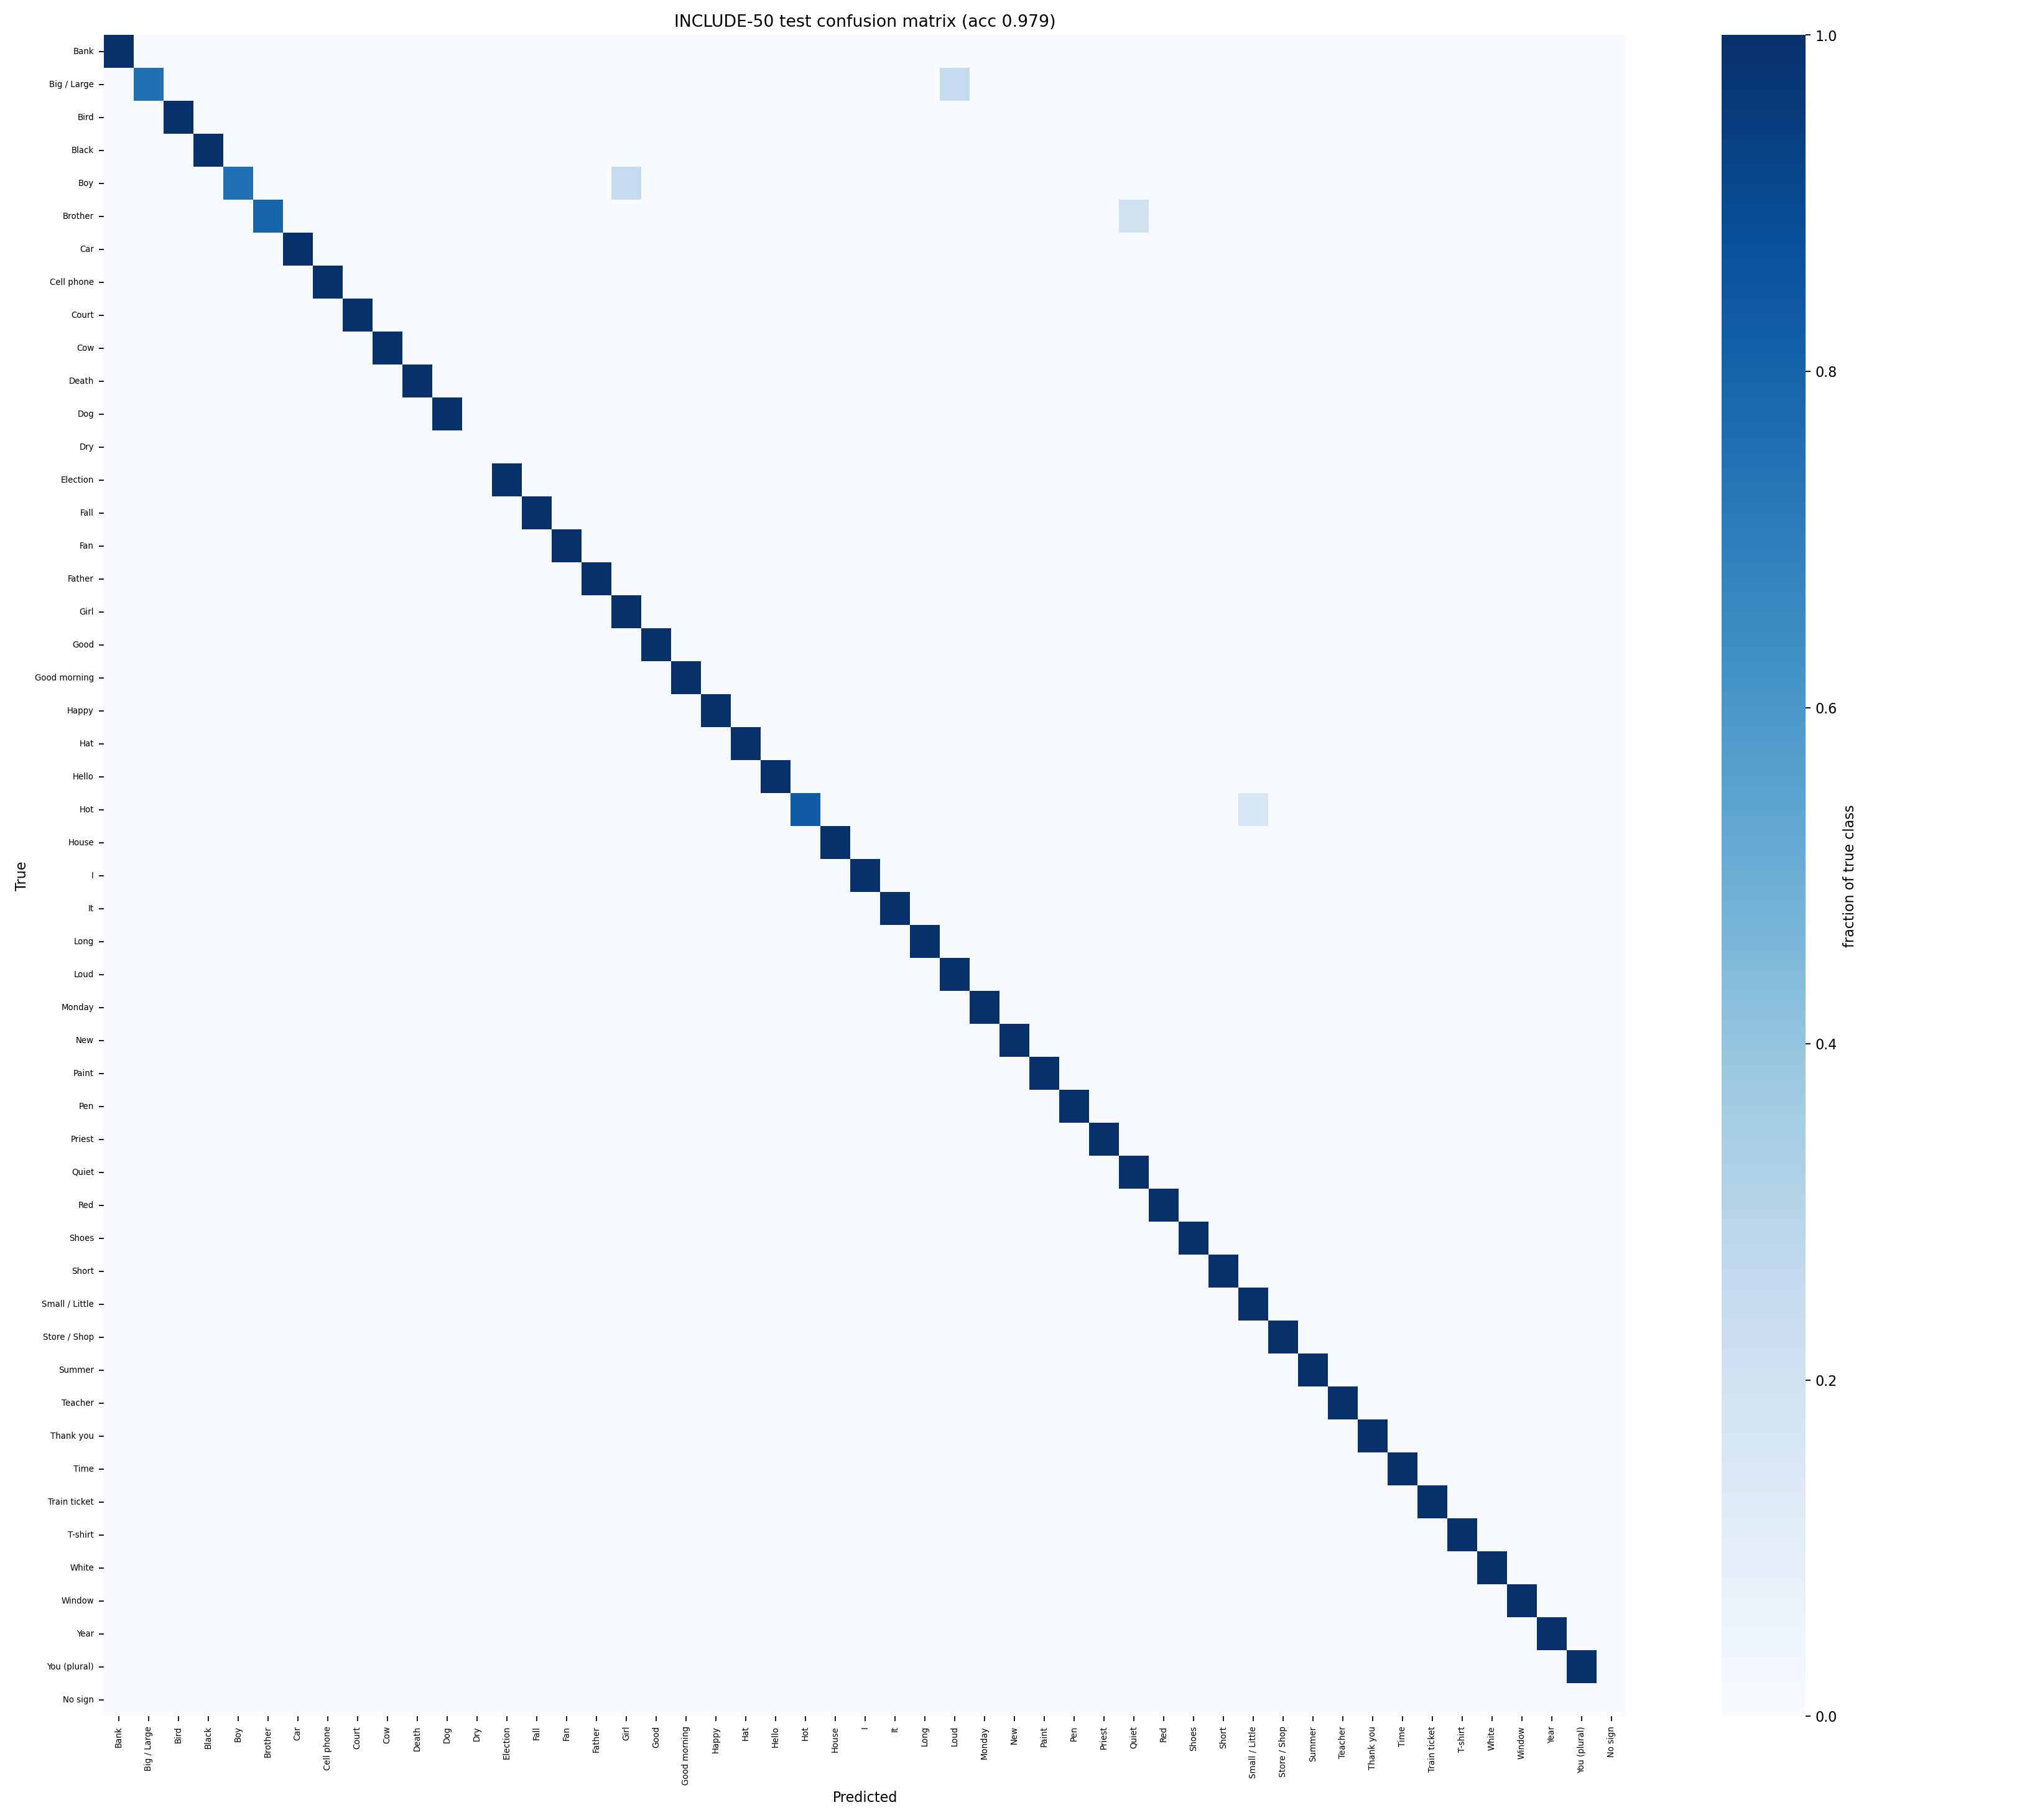 INCLUDE-50 test confusion matrix (acc 0.979)
True
Bank
Big / Large
Bird
Black
Boy
Brother
Car
Cell phone
Court
Cow
Death
Dog
Dry
Election
Fall
Fan
Father
Girl
Good
Good morning
Happy
Hat
Hello
Hot
House
I
It
Long
Loud
Monday
New
Paint
Pen
Priest
Quiet
Red
Shoes
Short
Small / Little
Store / Shop
Summer
Teacher
Thank you
Time
Train ticket
T-shirt
White
Window
Year
You (plural)
No sign
Bank
Big / Large
Bird
Black
Boy
Brother
Car
Cell phone
Court
Cow
Death
Dog
Dry
Election
Fall
Fan
Father
Girl
Good
Good morning
Happy
Hat
Hello
Hot
House
I
It
Long
Loud
Monday
New
Paint
Pen
Priest
Quiet
Red
Shoes
Short
Small / Little
Store / Shop
Summer
Teacher
Thank you
Time
Train ticket
T-shirt
White
Window
Year
You (plural)
No sign
Predicted
1.0
0.8
0.6
0.4
0.2
0.0
fraction of true class